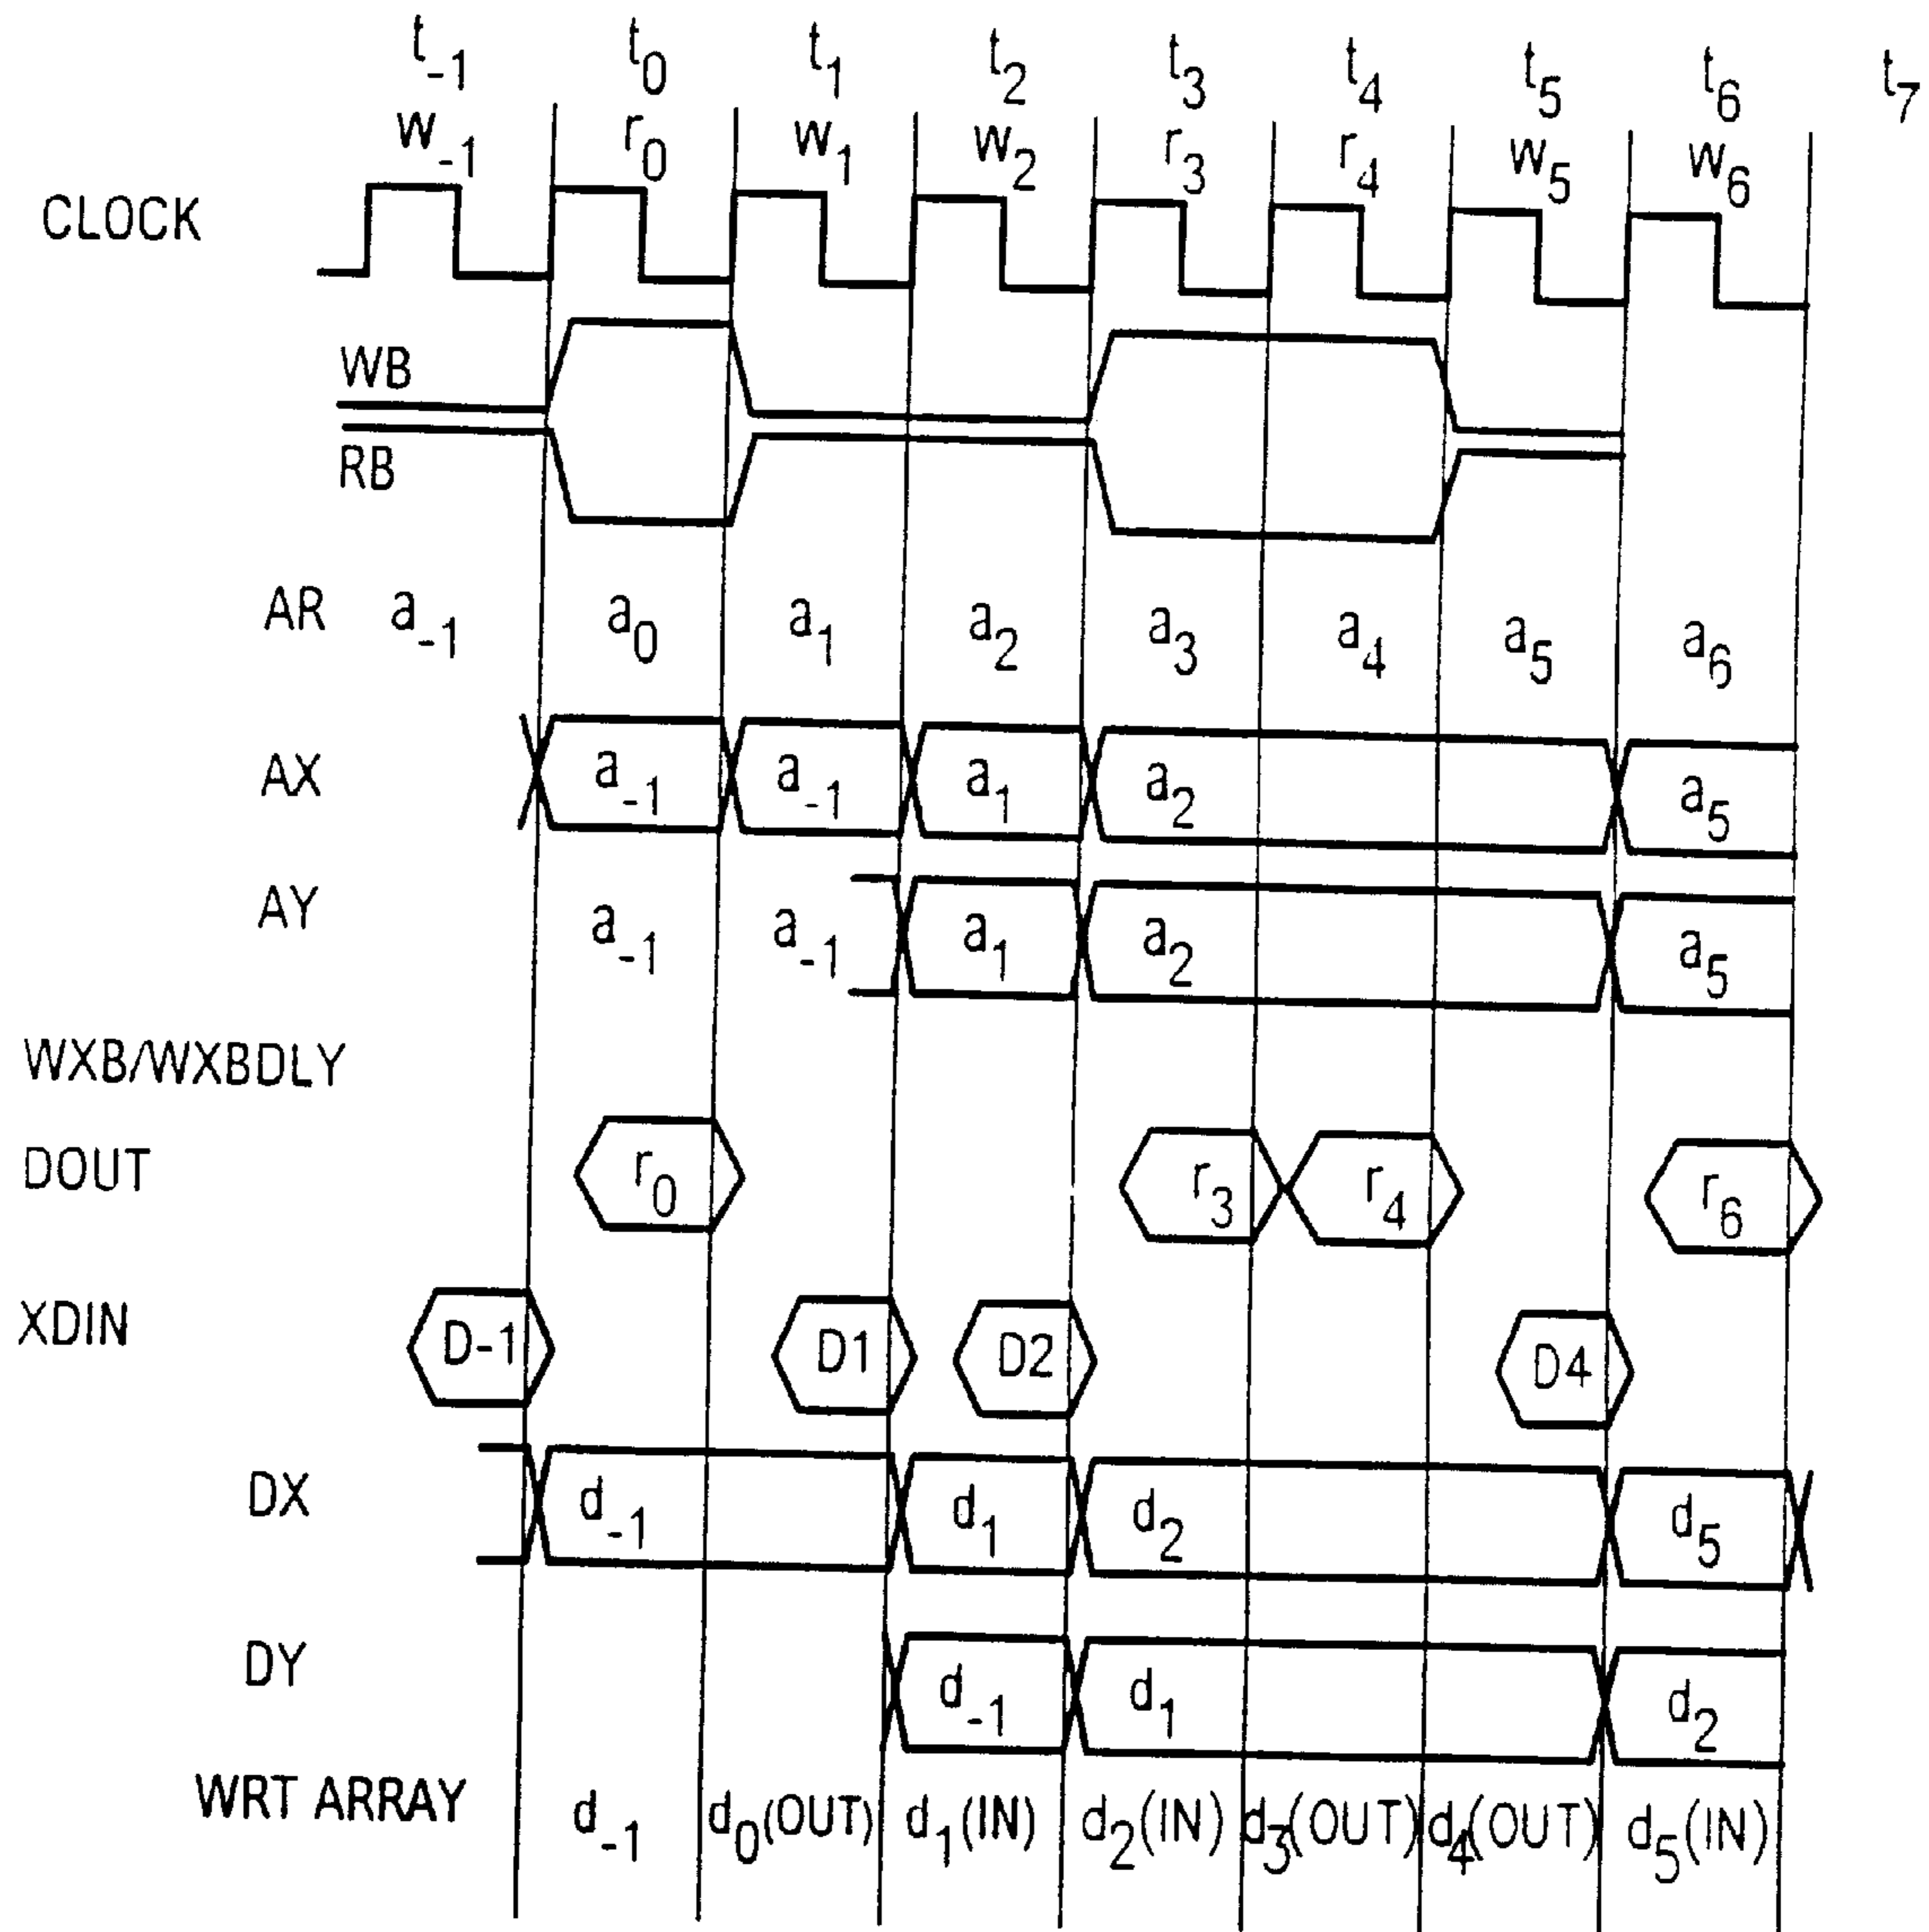 t-1 t0 t1 t2 t3 t4 t5 t6 t7
w-1 r0 w1 w2 r3 r4 w5 w6
CLOCK
WB
RB
AR a-1 a0 a1 a2 a3 a4 a5 a6
AX a-1 a-1 a1 a2 a5
AY a-1 a-1 a1 a2 a5
WXB/WXBDLY
DOUT r0 r3 r4 r6
XDIN D-1 D1 D2 D4
DX d-1 d1 d2 d5
DY d-1 d1 d2
WRT ARRAY d-1 d0(OUT) d1(IN) d2(IN) d3(OUT) d4(OUT) d5(IN)